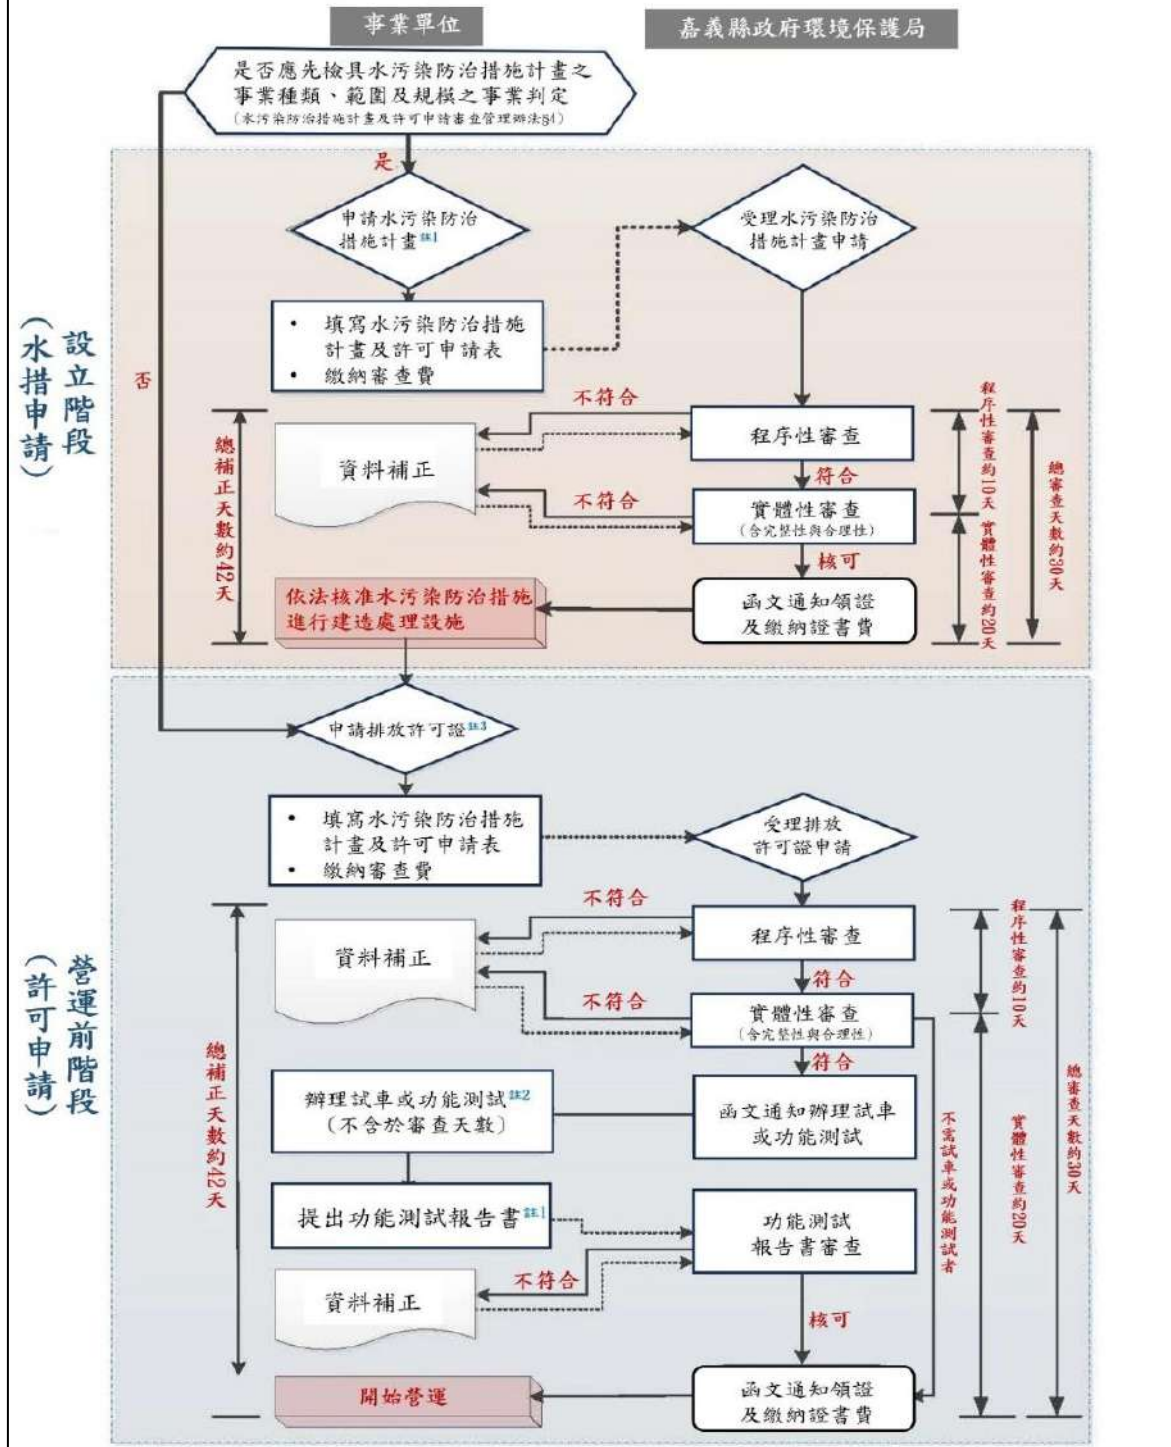 事業單位
嘉義縣政府環境保護局
是否應先檢具水污染防治措施計畫之
事業種類、範圍及規模之事業判定
(水污染防治措施計畫及許可申請審查管理辦法§4)
是
否
設立階段
(水措申請)
申請水污染防治
措施計畫註1
受理水污染防治
措施計畫申請
• 填寫水污染防治措施
計畫及許可申請表
• 繳納審查費
不符合
程序性審查
資料補正
符合
不符合
實體性審查
(含完整性與合理性)
核可
依法核准水污染防治措施
進行建造處理設施
函文通知領證
及繳納證書費
總補正天數約42天
程序性審查約10天
實體性審查約20天
總審查天數約30天
營運前階段
(許可申請)
申請排放許可證註3
• 填寫水污染防治措施
計畫及許可申請表
• 繳納審查費
受理排放
許可證申請
不符合
程序性審查
資料補正
符合
不符合
實體性審查
(含完整性與合理性)
符合
辦理試車或功能測試註2
(不含於審查天數)
函文通知辦理試車
或功能測試
提出功能測試報告書註1
功能測試
報告書審查
不符合
資料補正
核可
開始營運
函文通知領證
及繳納證書費
總補正天數約42天
不需試車或功能測試者
程序性審查約10天
實體性審查約20天
總審查天數約30天